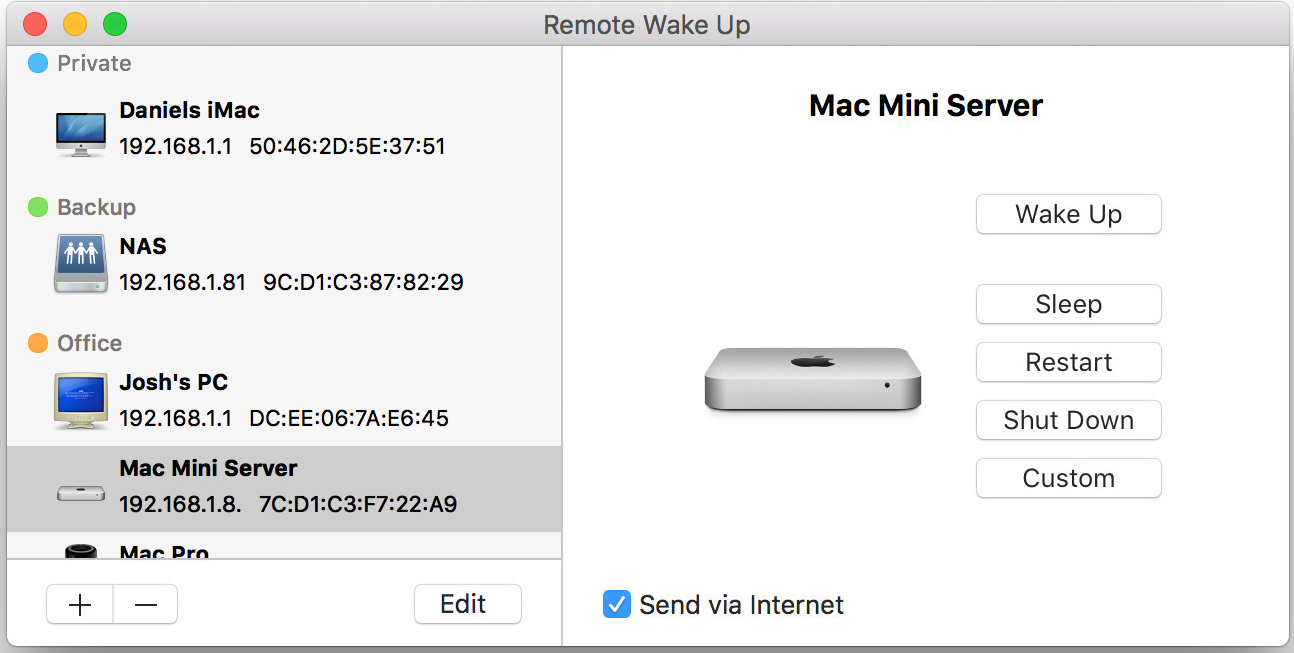 Remote Wake Up
Private
Daniels iMac
192.168.1.1 50:46:2D:5E:37:51
Backup
NAS
192.168.1.81 9C:D1:C3:87:82:29
Office
Josh's PC
192.168.1.1 DC:EE:06:7A:E6:45
Mac Mini Server
192.168.1.8. 7C:D1:C3:F7:22:A9
Mac Pro
Edit
Mac Mini Server
Wake Up
Sleep
Restart
Shut Down
Custom
Send via Internet